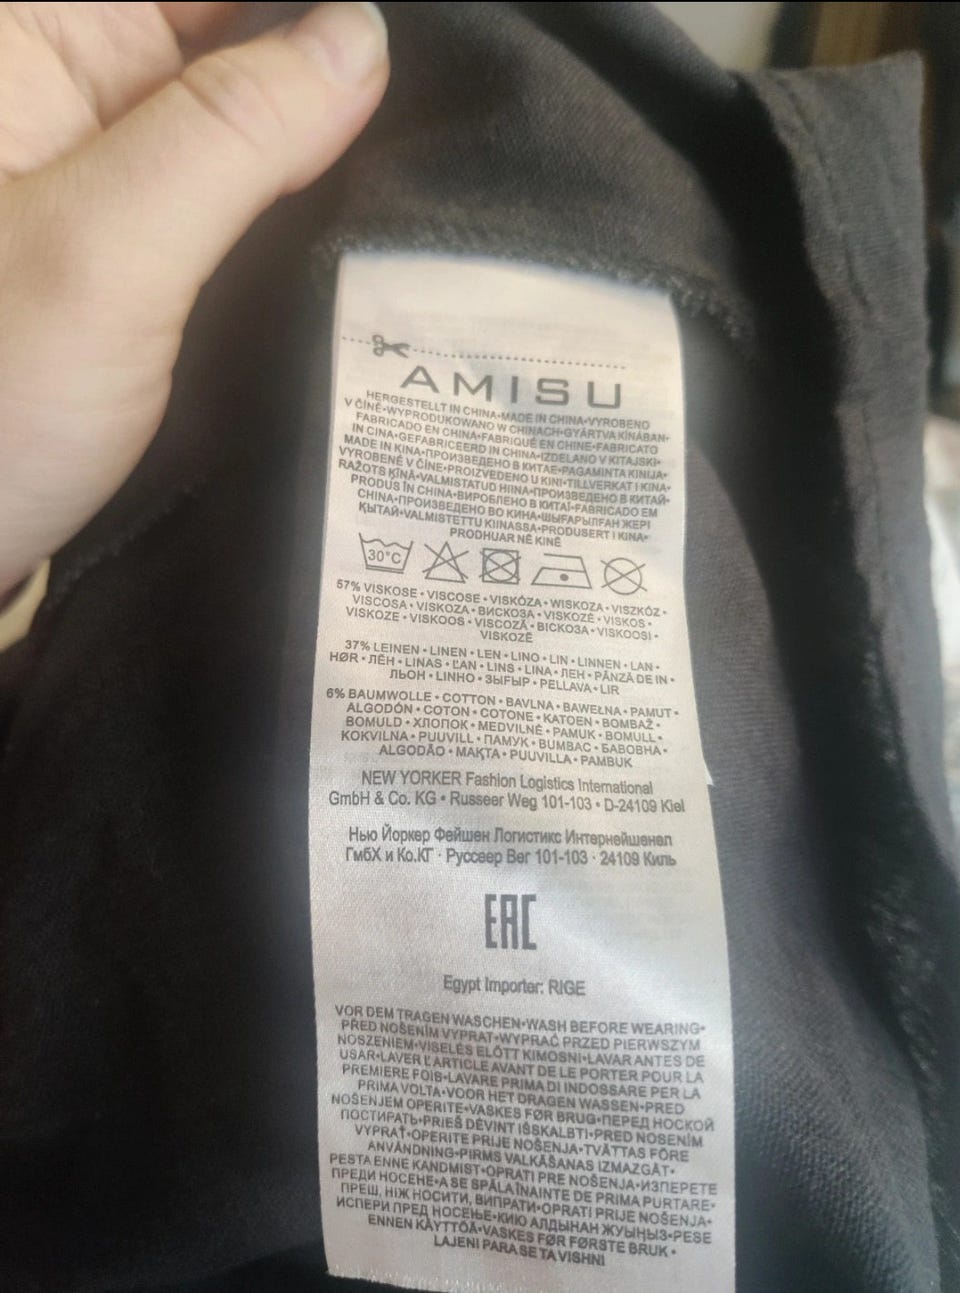 AMISU
HERGESTELLT IN CHINA•MADE IN CHINA•VYROBENO
V ČÍNĚ•WYPRODUKOWANO W CHINACH•GYÁRTVA KÍNÁBAN•
FABRICADO EN CHINA•FABRIQUÉ EN CHINE•FABBRICATO
IN CINA•GEFABRICEERD IN CHINA•IZDELANO V KITAJSKI•
MADE IN KINA•ПРОИЗВЕДЕНО В КИТАЕ•PAGAMINTA KINIJA•
VYROBENÉ V ČÍNE•PROIZVEDENO U KINI•TILLVERKAT I KINA•
RAŽOTS ĶĪNĀ•VALMISTATUD HIINA•ПРОИЗВЕДЕНО В КИТАЙ•
PRODUS ÎN CHINA•ВИРОБЛЕНО В КИТАЇ•FABRICADO EM
CHINA•ПРОИЗВЕДЕНО ВО КИНА•ШЫҒАРЫЛҒАН ЖЕРІ
ҚЫТАЙ•VALMISTETTU KIINASSA•PRODUSERT I KINA•
PRODHUAR NË KINË
30°C
57% VISKOSE • VISCOSE • VISKÓZA • WISKOZA • VISZKÓZ •
VISCOSA • VISKOZA • ВИСКОЗА • VISKOZĖ • VISKOS •
VISKOZE • VISKOOS • VISCOZĂ • ВІСКОЗА • VISKOOSI •
VISKOZË
37% LEINEN • LINEN • LEN • LINO • LIN • LINNEN • LAN •
HØR • ЛЁН • LINAS • ĽAN • LINS • LINA • ЛЕН • PÂNZĂ DE IN •
ЛЬОН • LINHO • ЗЫҒЫР • PELLAVA • LIR
6% BAUMWOLLE • COTTON • BAVLNA • BAWEŁNA • PAMUT •
ALGODÓN • COTON • COTONE • KATOEN • BOMBAŽ •
BOMULD • ХЛОПОК • MEDVILNĖ • PAMUK • BOMULL •
KOKVILNA • PUUVILL • ПАМУК • BUMBAC • БАВОВНА •
ALGODÃO • МАҚТА • PUUVILLA • PAMBUK
NEW YORKER Fashion Logistics International
GmbH & Co. KG • Russeer Weg 101-103 • D-24109 Kiel
Нью Йоркер Фейшен Логистикс Интернейшенел
ГмбХ и Ко.КГ · Руссеер Вег 101-103 · 24109 Киль
EAC
Egypt Importer: RIGE
VOR DEM TRAGEN WASCHEN•WASH BEFORE WEARING•
PŘED NOŠENÍM VYPRAT•WYPRAĆ PRZED PIERWSZYM
NOSZENIEM•VISELÉS ELŐTT KIMOSNI•LAVAR ANTES DE
USAR•LAVER L'ARTICLE AVANT DE LE PORTER POUR LA
PREMIERE FOIS•LAVARE PRIMA DI INDOSSARE PER LA
PRIMA VOLTA•VOOR HET DRAGEN WASSEN•PRED
NOŠENJEM OPERITE•VASKES FØR BRUG•ПЕРЕД НОСКОЙ
ПОСТИРАТЬ•PRIEŠ DĖVINT IŠSKALBTI•PRED NOSENÍM
VYPRAŤ•OPERITE PRIJE NOŠENJA•TVÄTTAS FÖRE
ANVÄNDNING•PIRMS VALKĀŠANAS IZMAZGĀT•
PESTA ENNE KANDMIST•OPRATI PRE NOŠENJA•ИЗПЕРЕТЕ
ПРЕДИ НОСЕНЕ•A SE SPĂLA ÎNAINTE DE PRIMA PURTARE•
ПРЕШ, НІЖ НОСИТИ, ВИПРАТИ•OPRATI PRIJE NOŠENJA•
ИСПЕРИ ПРЕД НОСЕЊЕ•КИЮ АЛДЫНАН ЖУЫҢЫЗ•PESE
ENNEN KÄYTTÖÄ•VASKES FØR FØRSTE BRUK •
LAJENI PARA SE TA VISHNI